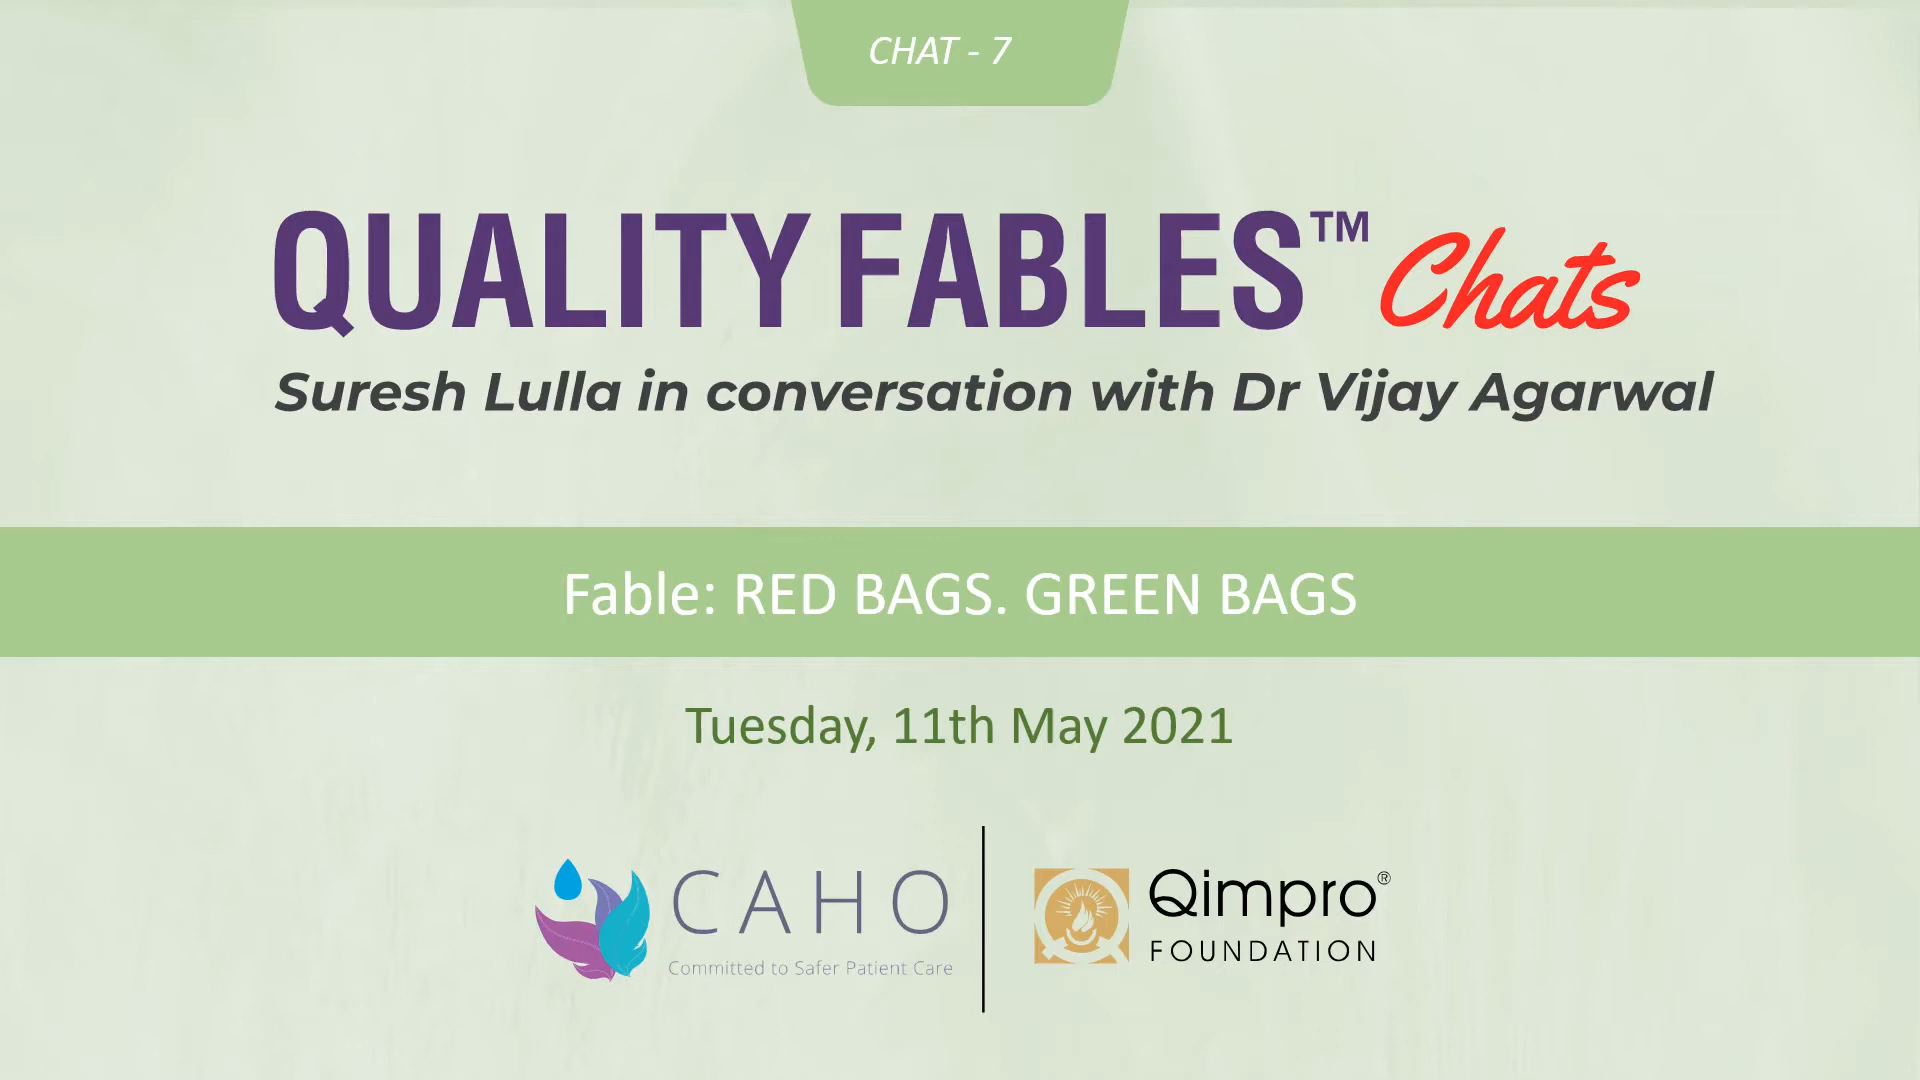 CHAT - 7
QUALITY FABLES™ Chats
Suresh Lulla in conversation with Dr Vijay Agarwal
Fable: RED BAGS. GREEN BAGS
Tuesday, 11th May 2021
CAHO
Committed to Safer Patient Care
Qimpro®
FOUNDATION